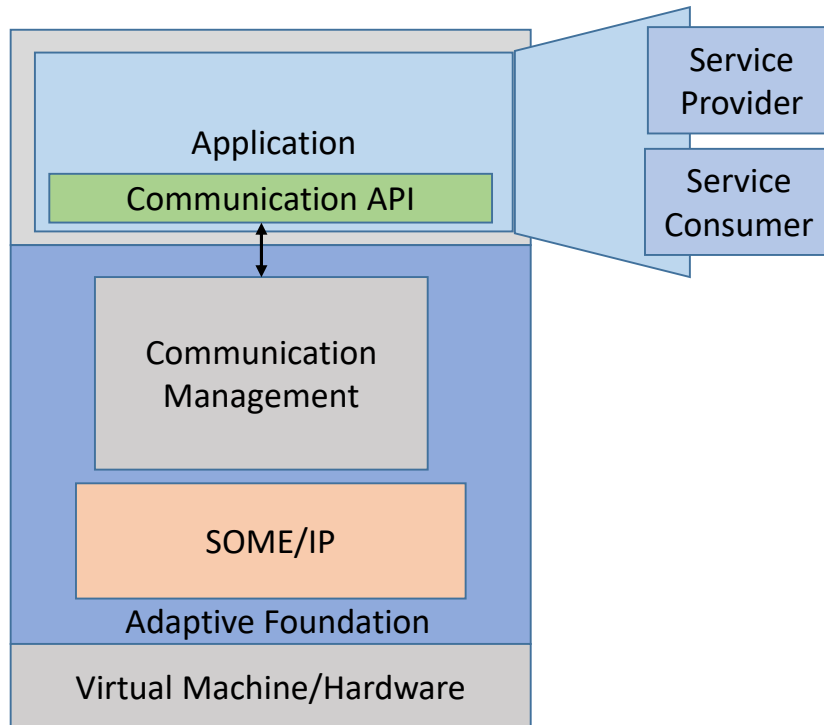 Service
Provider
Application
Communication API
Service
Consumer
Communication
Management
SOME/IP
Adaptive Foundation
Virtual Machine/Hardware